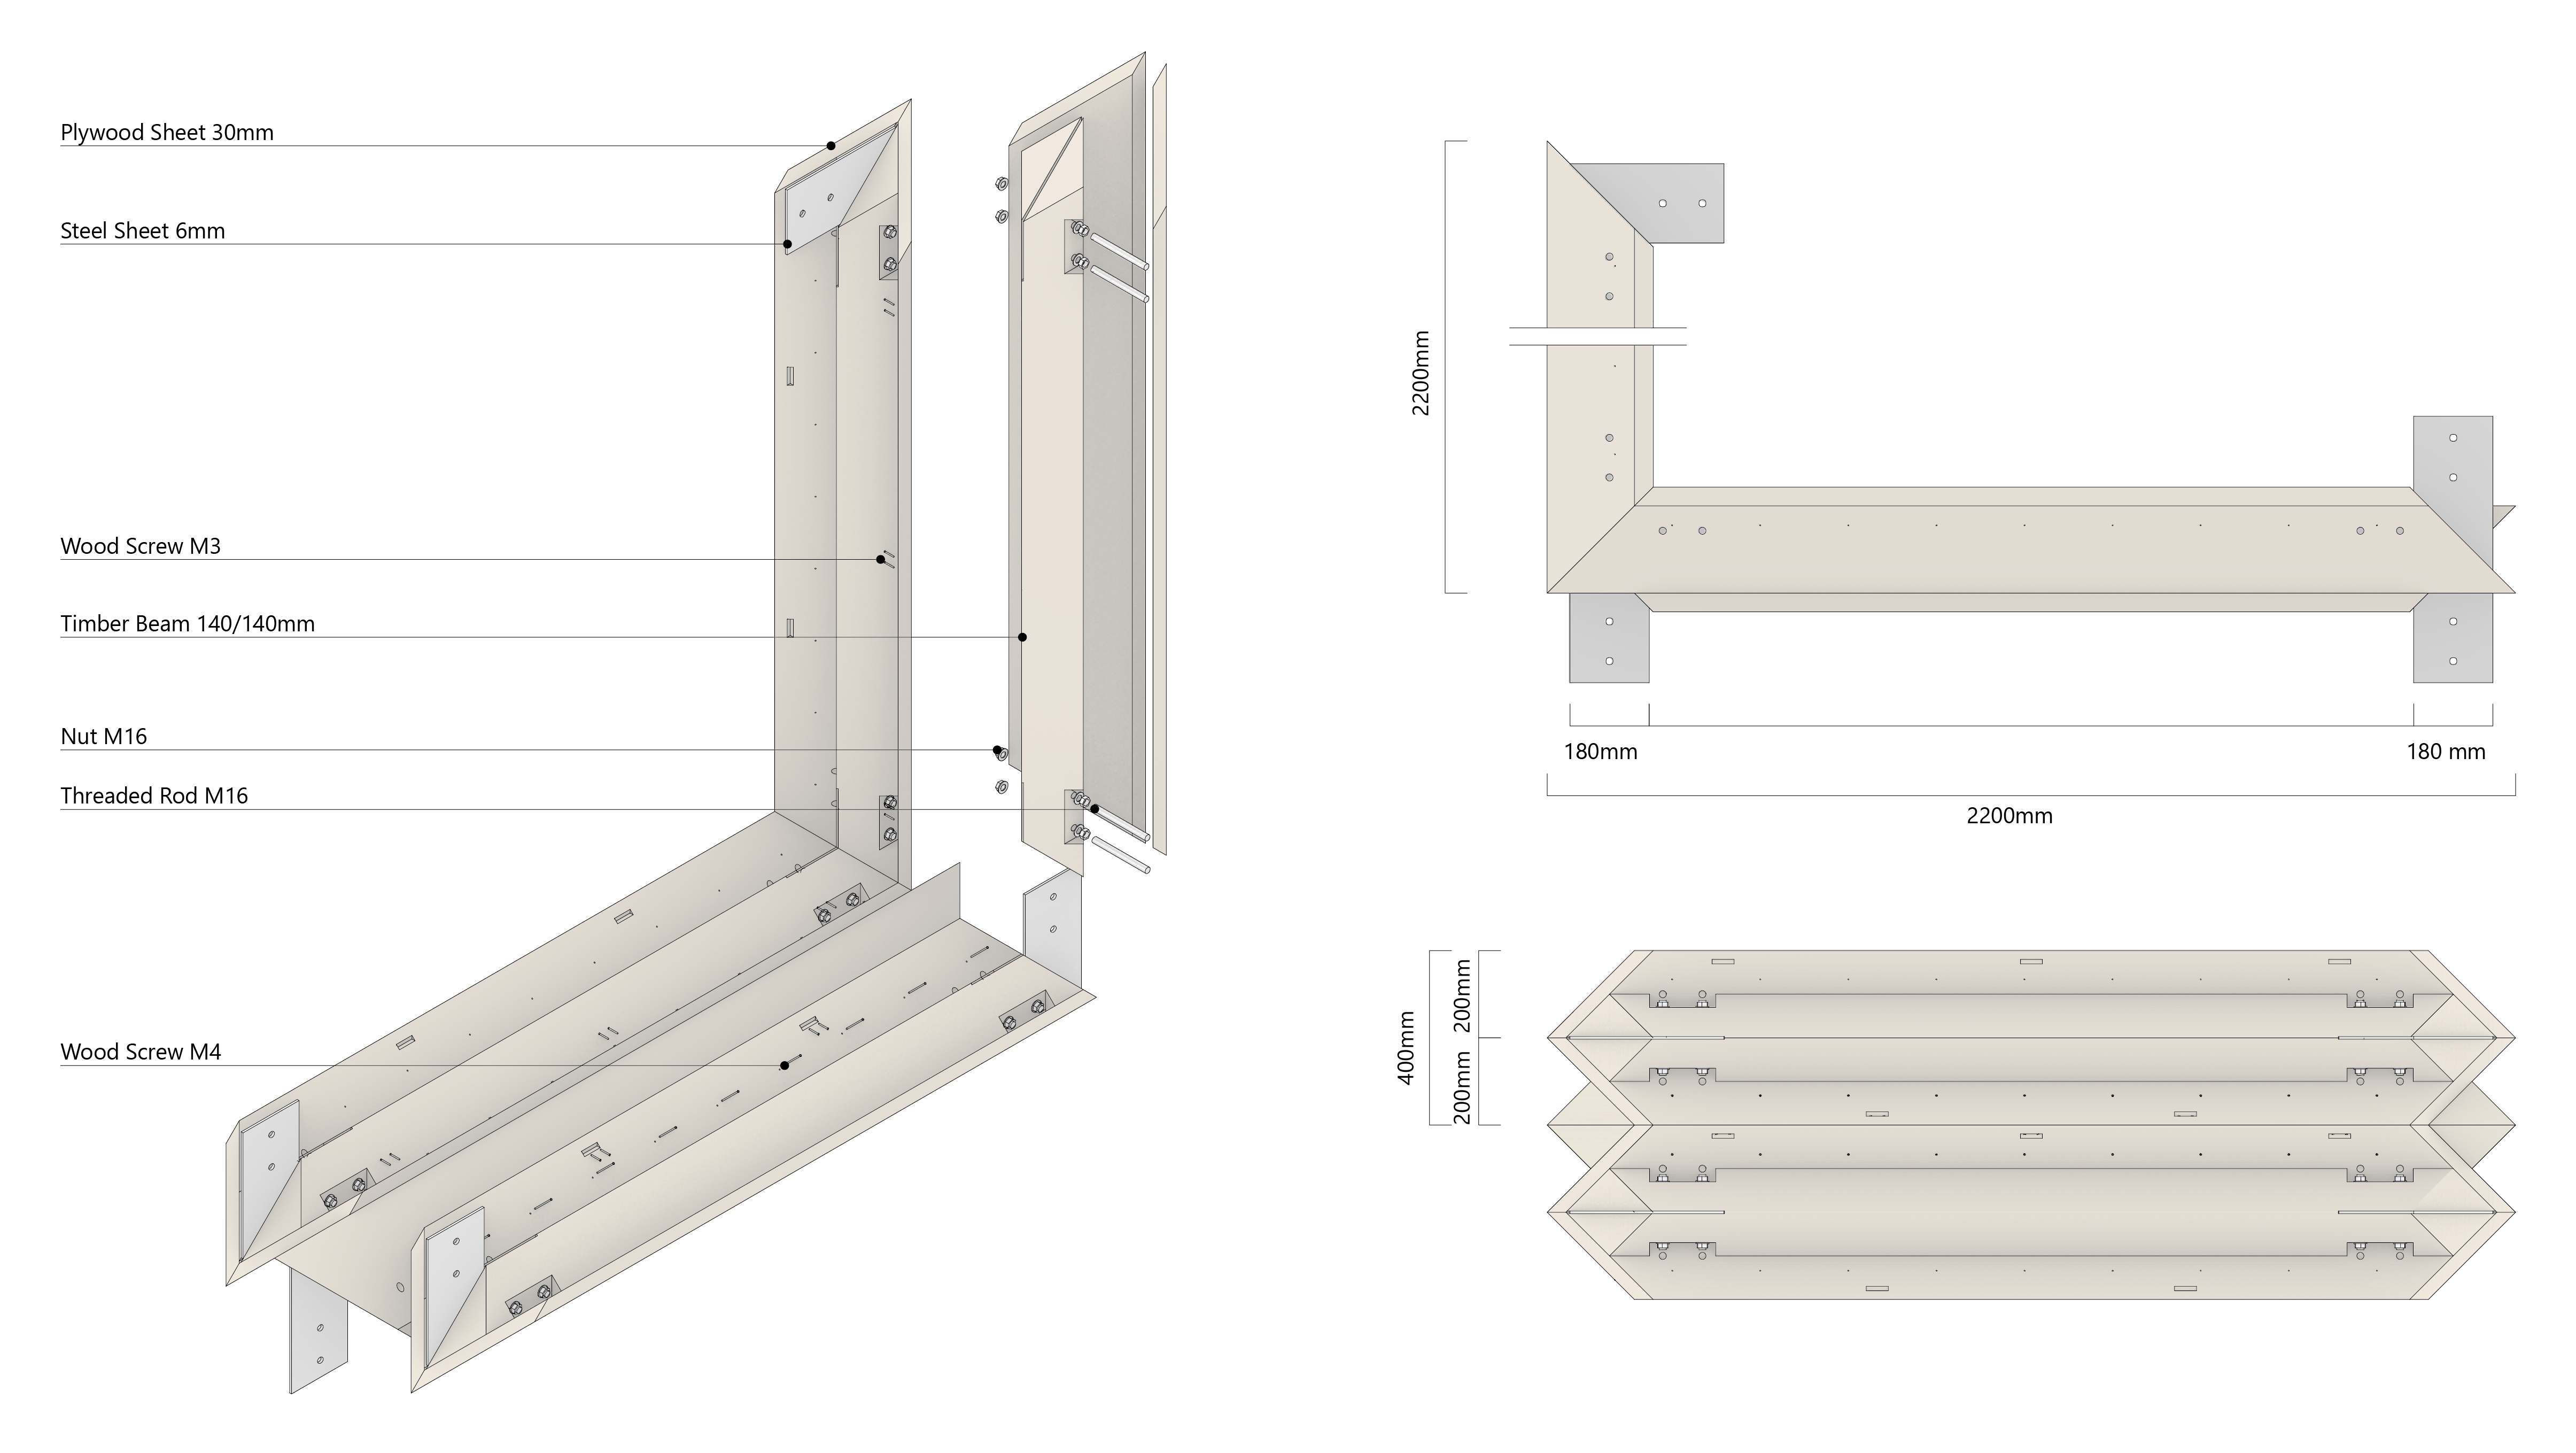 Plywood Sheet 30mm
Steel Sheet 6mm
Wood Screw M3
Timber Beam 140/140mm
Nut M16
Threaded Rod M16
Wood Screw M4
2200mm
180mm
180 mm
2200mm
400mm
200mm
200mm